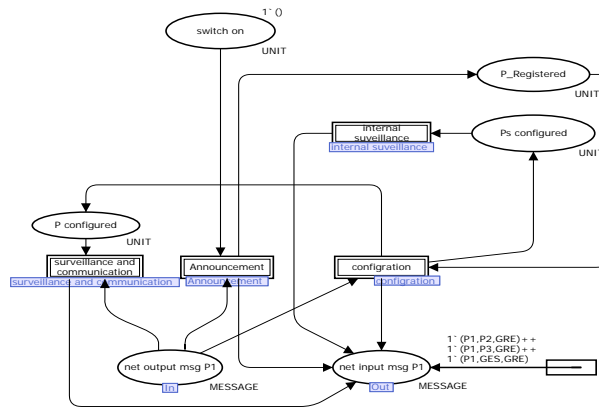 1`()
switch on
UNIT
P_Registered
UNIT
internal
suveillance
internal suveillance
Ps configured
UNI
P configured
UNIT
surveillance and
communication
surveillance and communication
Announcement
Announcement
configration
configration
1`(P1,P2,GRE)++
1`(P1,P3,GRE)++
1`(P1,GES,GRE)
net output msg P1
In
MESSAGE
net input msg P1
Out
MESSAGE